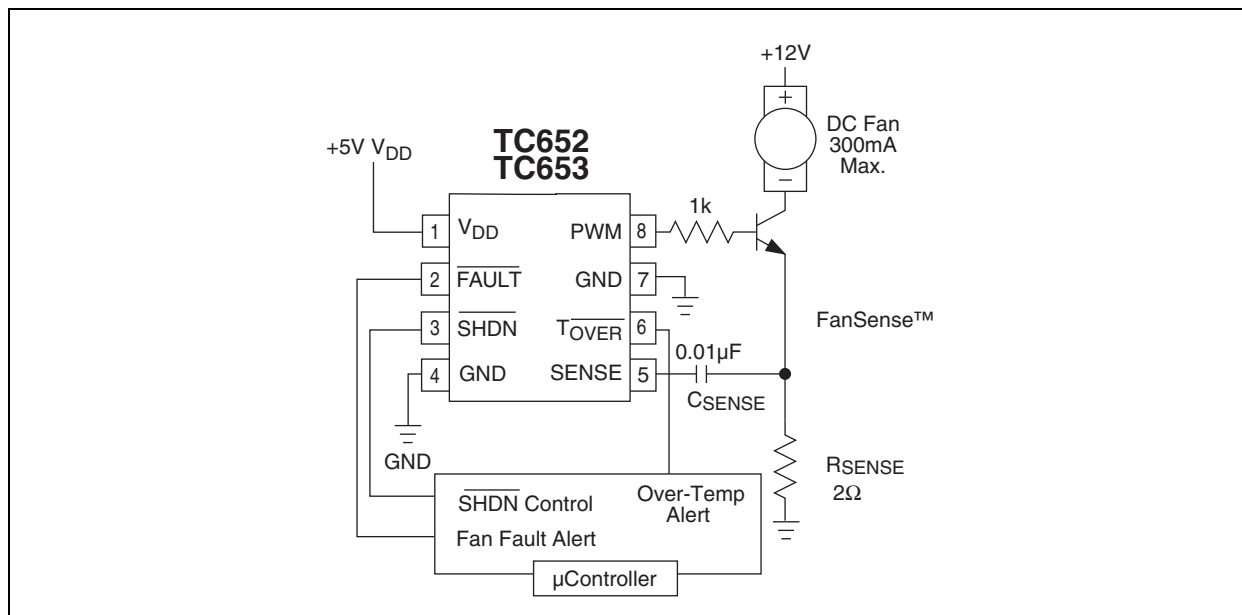 +12V
+
DC Fan
300mA
Max.
−
TC652
TC653
+5V VDD
1k
1 VDD PWM 8
2 FAULT GND 7
3 SHDN TOVER 6
4 GND SENSE 5
FanSense™
0.01µF
CSENSE
GND
RSENSE
2Ω
SHDN Control
Over-Temp
Alert
Fan Fault Alert
µController